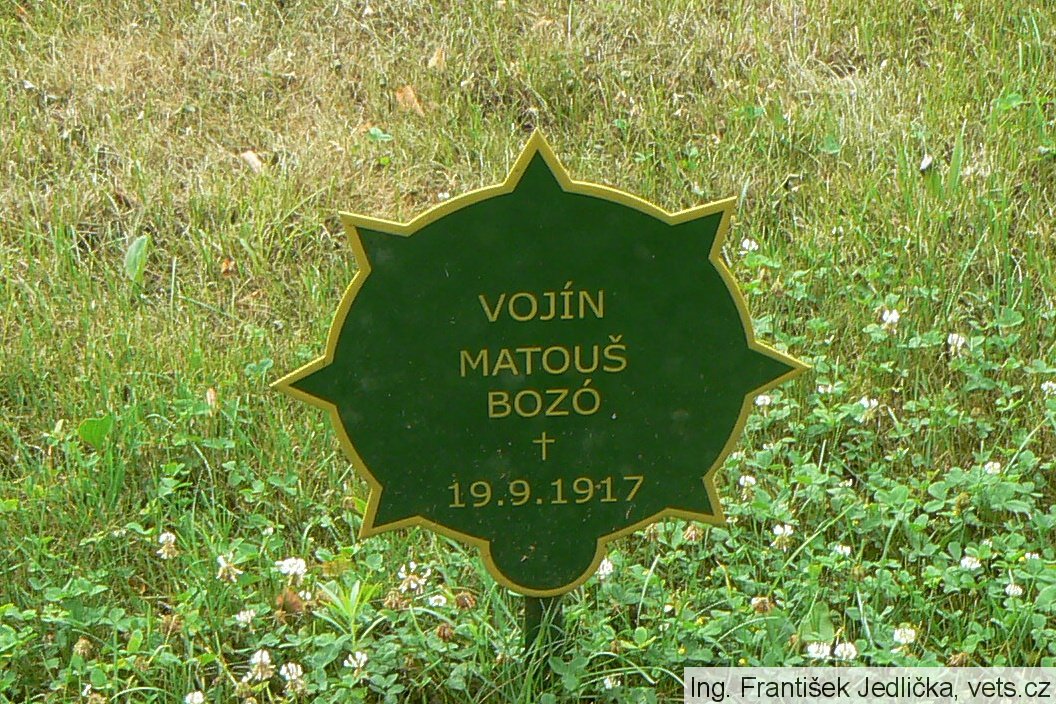 VOJÍN
MATOUŠ
BOZÓ
†
19.9.1917
Ing. František Jedlička, vets.cz